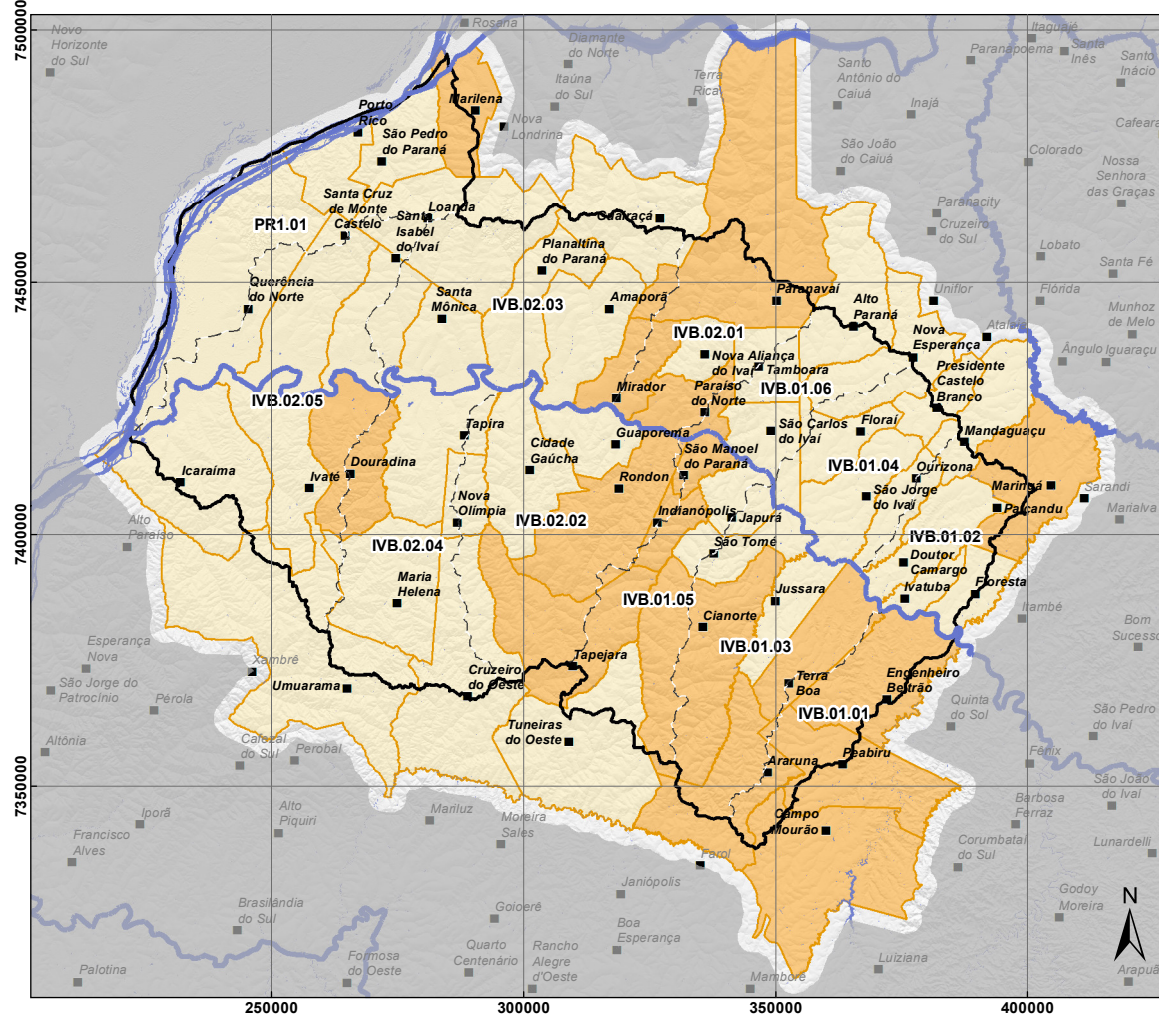 7500000
7450000
7400000
7350000
250000
300000
350000
400000
N
Novo
Horizonte
do Sul
Rosana
Diamante
do Norte
Itaúna
do Sul
Terra
Rica
Santo
Antônio do
Caiuá
Paranapoema
Itaguajé
Santa
Inês
Santo
Inácio
Inajá
Cafeara
São João
do Caiuá
Colorado
Nossa
Senhora
das Graças
Paranacity
Cruzeiro
do Sul
Lobato
Santa Fé
Uniflor
Flórida
Munhoz
de Melo
Ângulo
Iguaraçu
Nova
Londrina
Marilena
Porto
Rico
São Pedro
do Paraná
Santa Cruz
de Monte
Castelo
Loanda
Santa
Isabel
do Ivaí
PR1.01
Querência
do Norte
Santa
Mônica
Planaltina
do Paraná
Guairaçá
IVB.02.03
Amaporã
Paranavaí
Alto
Paraná
Nova
Esperança
Presidente
Castelo
Branco
IVB.02.01
Nova Aliança
do Ivaí
Tamboara
IVB.01.06
Mirador
Paraíso
do Norte
IVB.02.05
Tapira
Cidade
Gaúcha
Guaporema
São Manoel
do Paraná
São Carlos
do Ivaí
Floraí
Mandaguaçu
IVB.01.04
Ourizona
Maringá
Sarandi
Marialva
São Jorge
do Ivaí
Paiçandu
Icaraíma
Ivaté
Douradina
Rondon
Nova
Olímpia
IVB.02.02
Indianópolis
Japurá
São Tomé
IVB.01.02
Doutor
Camargo
Ivatuba
Floresta
Itambé
Alto
Paraíso
IVB.02.04
Maria
Helena
IVB.01.05
Cianorte
Jussara
IVB.01.03
Bom
Sucesso
Esperança
Nova
Xambrê
São Jorge do
Patrocínio
Pérola
Umuarama
Cruzeiro
do Oeste
Tapejara
Terra
Boa
Engenheiro
Beltrão
IVB.01.01
Quinta
do Sol
São Pedro
do Ivaí
Altônia
Cafezal
do Sul
Perobal
Tuneiras
do Oeste
Araruna
Peabiru
Fênix
São João
do Ivaí
Iporã
Alto
Piquiri
Mariluz
Moreira
Sales
Campo
Mourão
Barbosa
Ferraz
Francisco
Alves
Farol
Corumbataí
do Sul
Lunardelli
Janiópolis
Brasilândia
do Sul
Goioerê
Boa
Esperança
Godoy
Moreira
Palotina
Formosa
do Oeste
Quarto
Centenário
Rancho
Alegre
d'Oeste
Mamborê
Luiziana
Arapuã